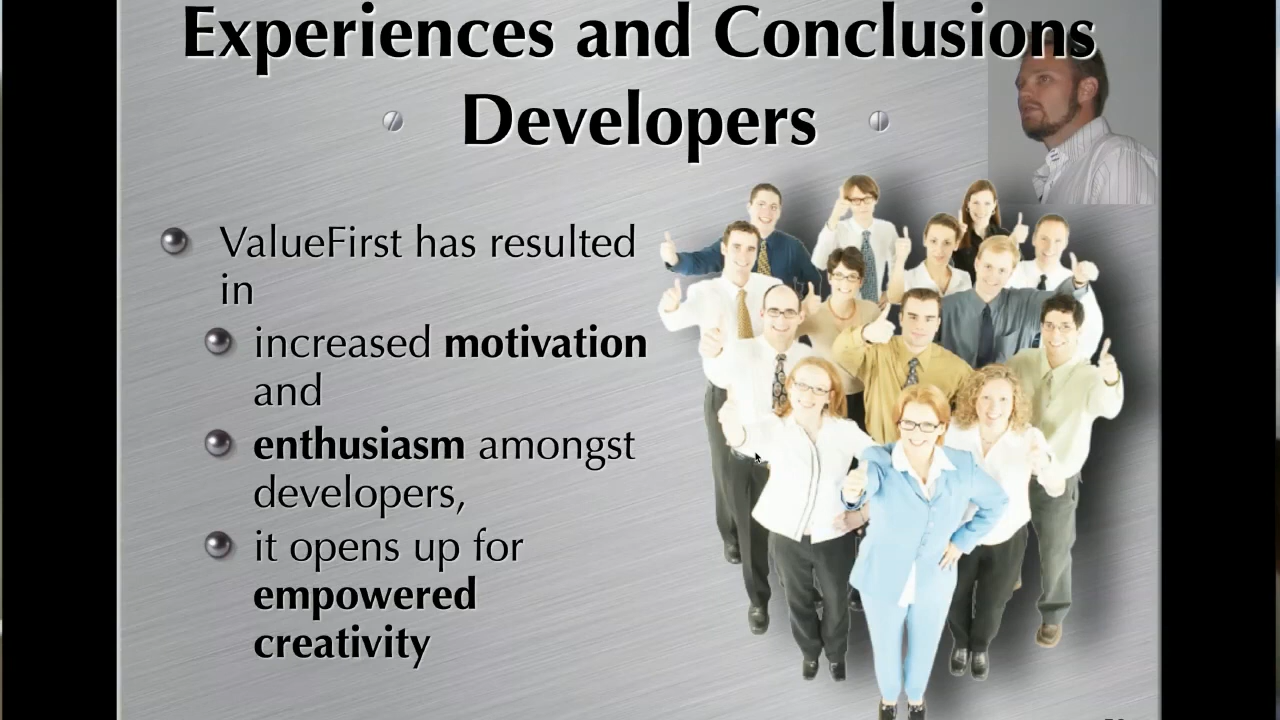 Experiences and Conclusions
Developers
ValueFirst has resulted
in
increased motivation
and
enthusiasm amongst
developers,
it opens up for
empowered
creativity